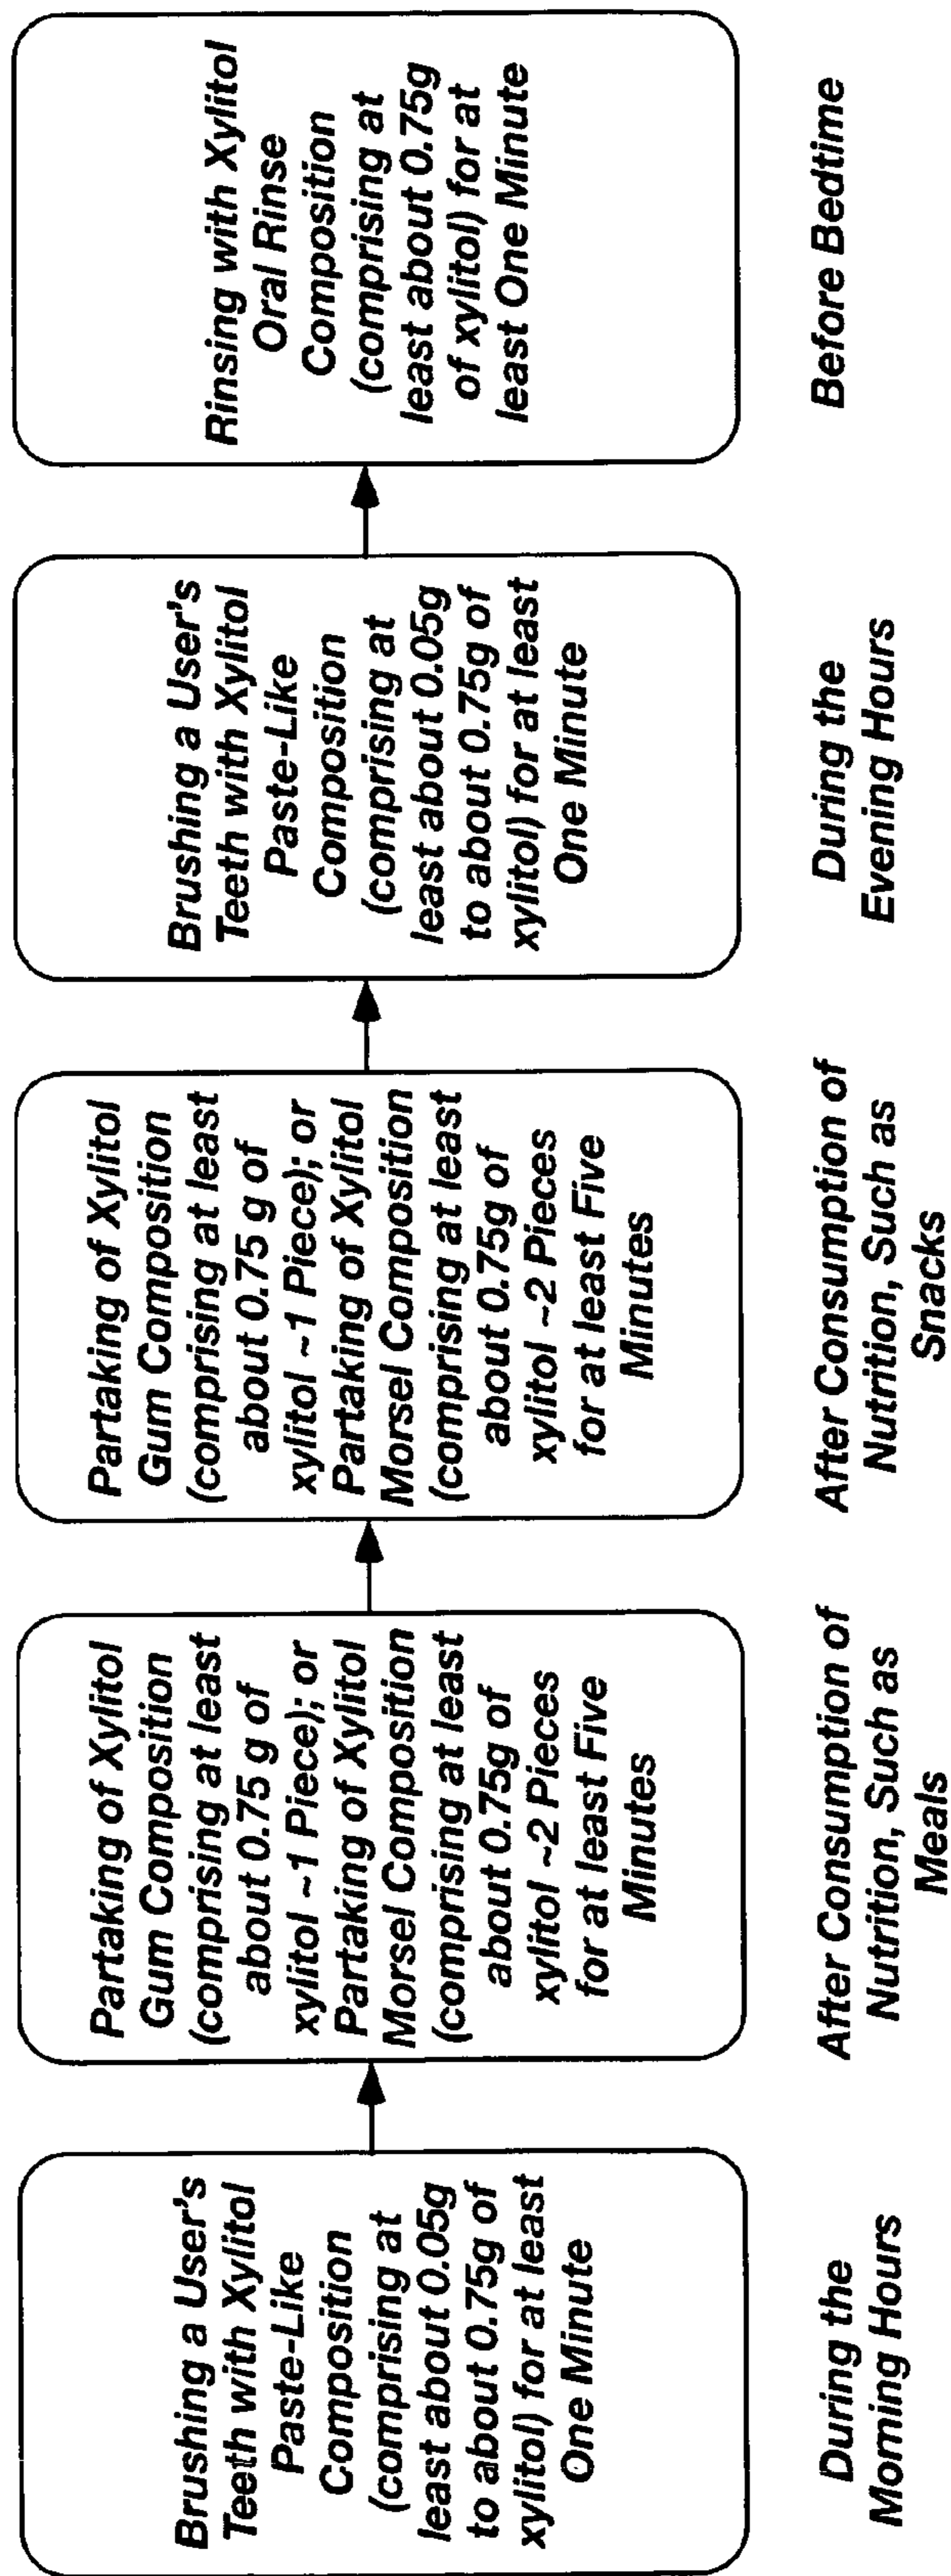 Brushing a User's
Teeth with Xylitol
Paste-Like
Composition
(comprising at
least about 0.05g
to about 0.75g of
xylitol) for at least
One Minute
During the
Morning Hours
Partaking of Xylitol
Gum Composition
(comprising at least
about 0.75 g of
xylitol ~1 Piece); or
Partaking of Xylitol
Morsel Composition
(comprising at least
about 0.75g of
xylitol ~2 Pieces
for at least Five
Minutes
After Consumption of
Nutrition, Such as
Meals
Partaking of Xylitol
Gum Composition
(comprising at least
about 0.75 g of
xylitol ~1 Piece); or
Partaking of Xylitol
Morsel Composition
(comprising at least
about 0.75g of
xylitol ~2 Pieces
for at least Five
Minutes
After Consumption of
Nutrition, Such as
Snacks
Brushing a User's
Teeth with Xylitol
Paste-Like
Composition
(comprising at
least about 0.05g
to about 0.75g of
xylitol) for at least
One Minute
During the
Evening Hours
Rinsing with Xylitol
Oral Rinse
Composition
(comprising at
least about 0.75g
of xylitol) for at
least One Minute
Before Bedtime